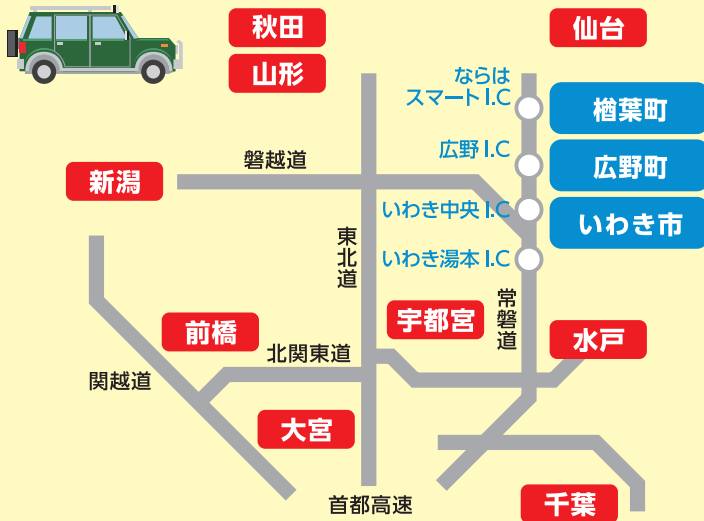 秋田
仙台
山形
ならは
スマートI.C
楢葉町
広野I.C
広野町
磐越道
新潟
いわき中央I.C
いわき市
東北道
いわき湯本I.C
常磐道
宇都宮
前橋
水戸
北関東道
関越道
大宮
首都高速
千葉